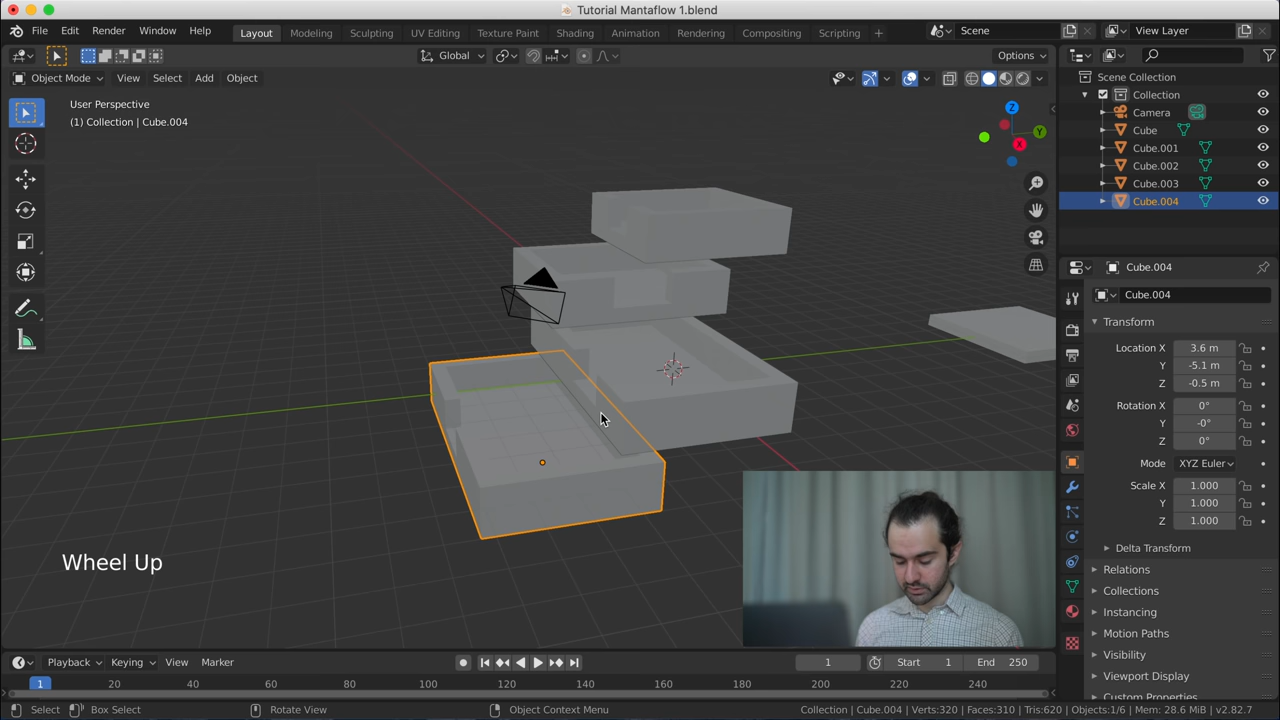 Tutorial Mantaflow 1.blend
File Edit Render Window Help Layout Modeling Sculpting UV Editing Texture Paint Shading Animation Rendering Compositing Scripting + Scene View Layer
Global Options
Object Mode View Select Add Object
User Perspective
(1) Collection | Cube.004
Z
Y
X
Scene Collection
Collection
Camera
Cube
Cube.001
Cube.002
Cube.003
Cube.004
Cube.004
Cube.004
Transform
Location X 3.6 m
Y -5.1 m
Z -0.5 m
Rotation X 0°
Y -0°
Z 0°
Mode XYZ Euler
Scale X 1.000
Y 1.000
Z 1.000
Delta Transform
Relations
Collections
Instancing
Motion Paths
Visibility
Viewport Display
Custom Properties
Wheel Up
Playback Keying View Marker 1 Start 1 End 250
1 20 40 60 80 100 120 140 160 180 200 220 240
Select Box Select Rotate View Object Context Menu Collection | Cube.004 | Verts:320 | Faces:310 | Tris:620 | Objects:1/6 | Mem: 28.6 MiB | v2.82.7